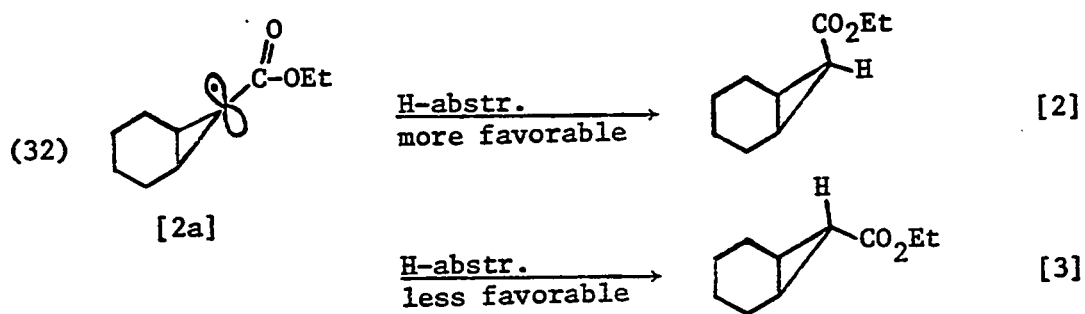 O
C-OEt
(32)
[2a]
H-abstr.
more favorable
CO2Et
H
[2]
H-abstr.
less favorable
H
CO2Et
[3]